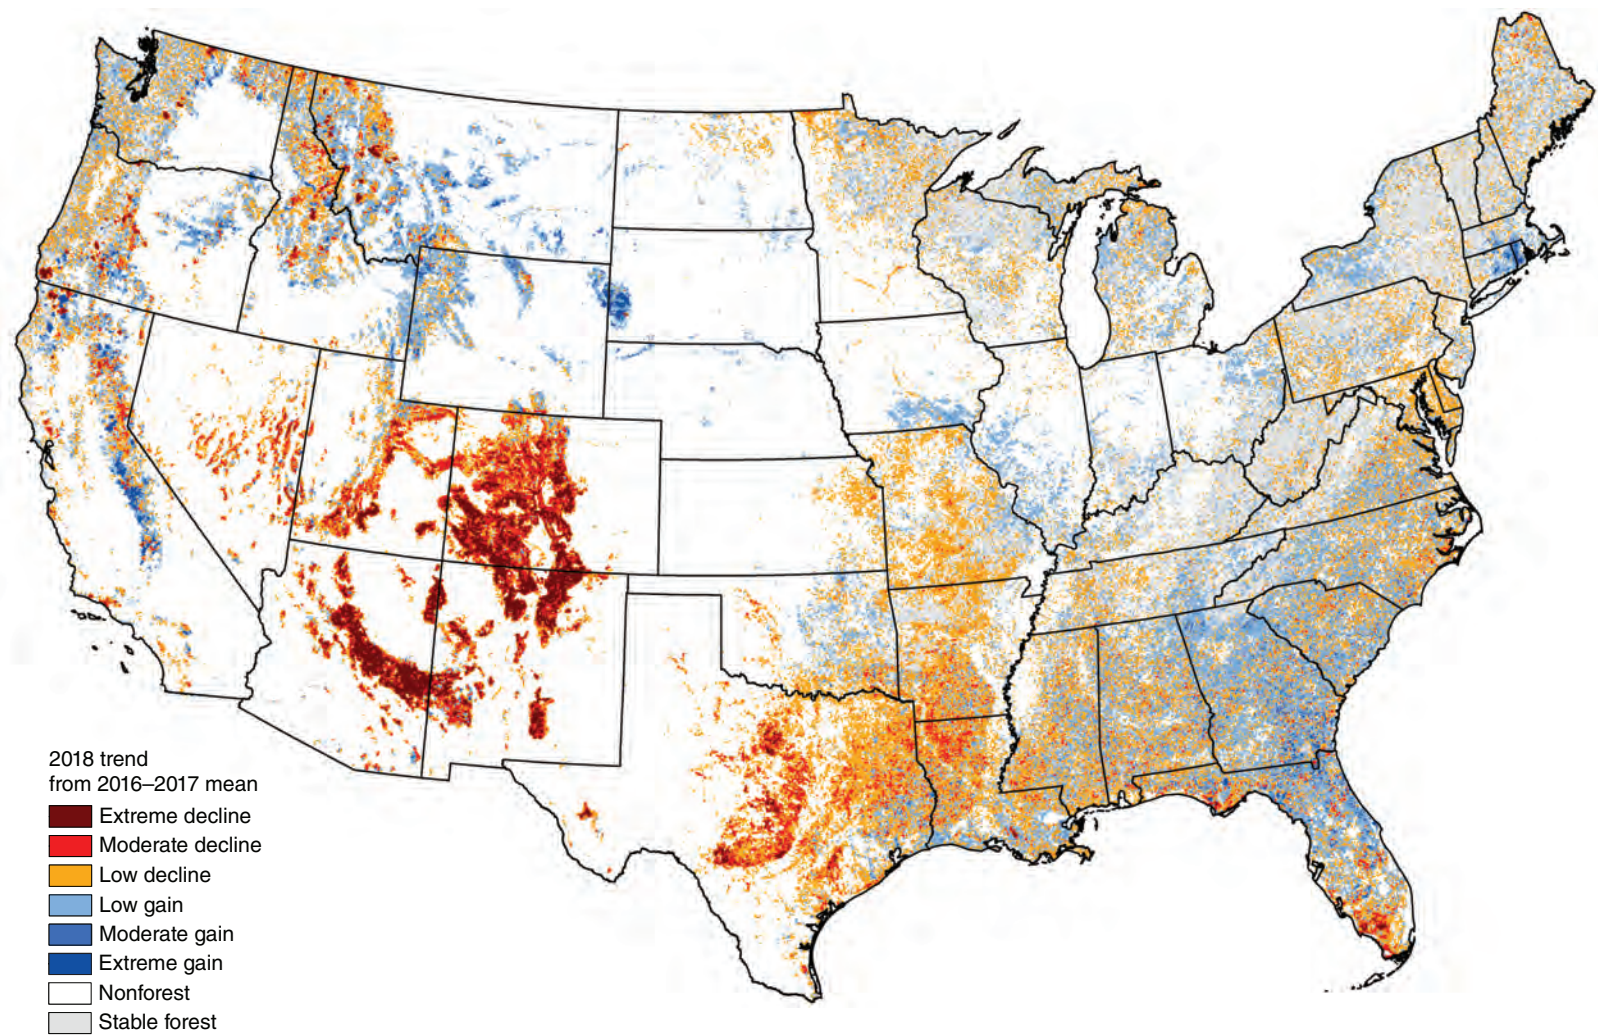 2018 trend
from 2016–2017 mean
Extreme decline
Moderate decline
Low decline
Low gain
Moderate gain
Extreme gain
Nonforest
Stable forest